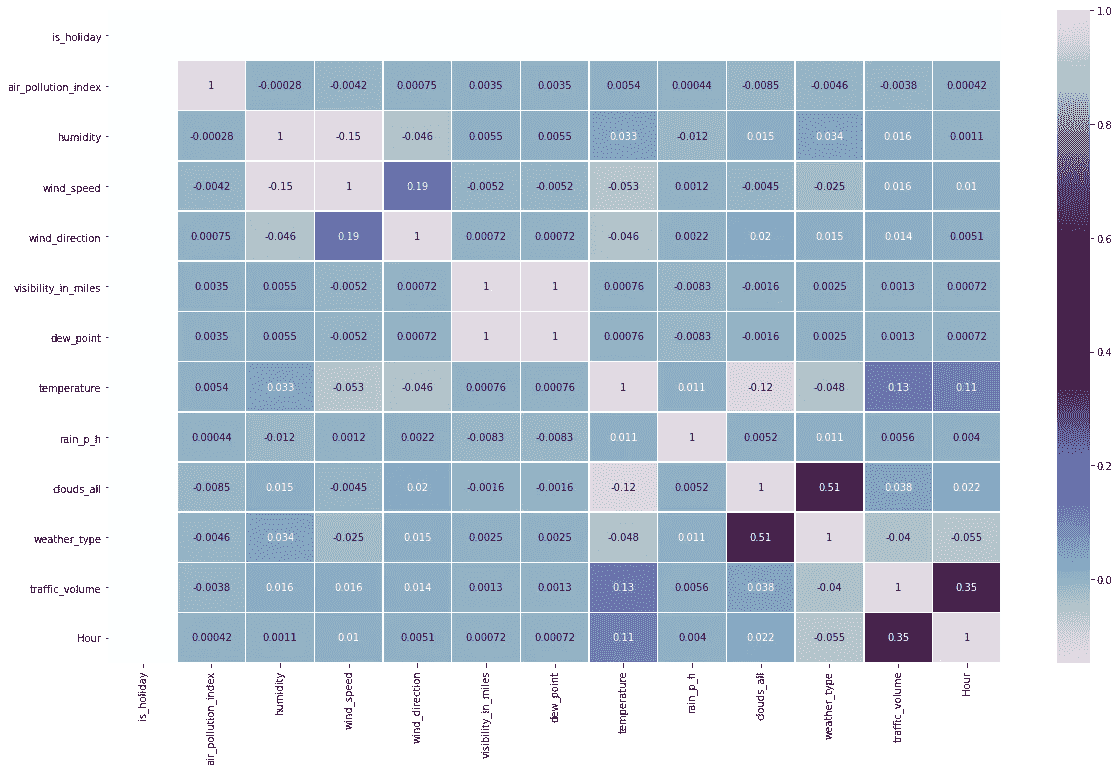 is_holiday
air_pollution_index 1 -0.00028 -0.0042 0.00075 0.0035 0.0035 0.0054 0.00044 -0.0085 -0.0046 -0.0038 0.00042
humidity -0.00028 1 -0.15 -0.046 0.0055 0.0055 0.033 -0.012 0.015 0.034 0.016 0.0011
wind_speed -0.0042 -0.15 1 0.19 -0.0052 -0.0052 -0.053 0.0012 -0.0045 -0.025 0.016 0.01
wind_direction 0.00075 -0.046 0.19 1 0.00072 0.00072 -0.046 0.0022 0.02 0.015 0.014 0.0051
visibility_in_miles 0.0035 0.0055 -0.0052 0.00072 1 1 0.00076 -0.0083 -0.0016 0.0025 0.0013 0.00072
dew_point 0.0035 0.0055 -0.0052 0.00072 1 1 0.00076 -0.0083 -0.0016 0.0025 0.0013 0.00072
temperature 0.0054 0.033 -0.053 -0.046 0.00076 0.00076 1 0.011 -0.12 -0.048 0.13 0.11
rain_p_h 0.00044 -0.012 0.0012 0.0022 -0.0083 -0.0083 0.011 1 0.0052 0.011 0.0056 0.004
clouds_all -0.0085 0.015 -0.0045 0.02 -0.0016 -0.0016 -0.12 0.0052 1 0.51 0.038 0.022
weather_type -0.0046 0.034 -0.025 0.015 0.0025 0.0025 -0.048 0.011 0.51 1 -0.04 -0.055
traffic_volume -0.0038 0.016 0.016 0.014 0.0013 0.0013 0.13 0.0056 0.038 -0.04 1 0.35
Hour 0.00042 0.0011 0.01 0.0051 0.00072 0.00072 0.11 0.004 0.022 -0.055 0.35 1
is_holiday
air_pollution_index
humidity
wind_speed
wind_direction
visibility_in_miles
dew_point
temperature
rain_p_h
clouds_all
weather_type
traffic_volume
Hour
1.0
0.8
0.6
0.4
0.2
0.0